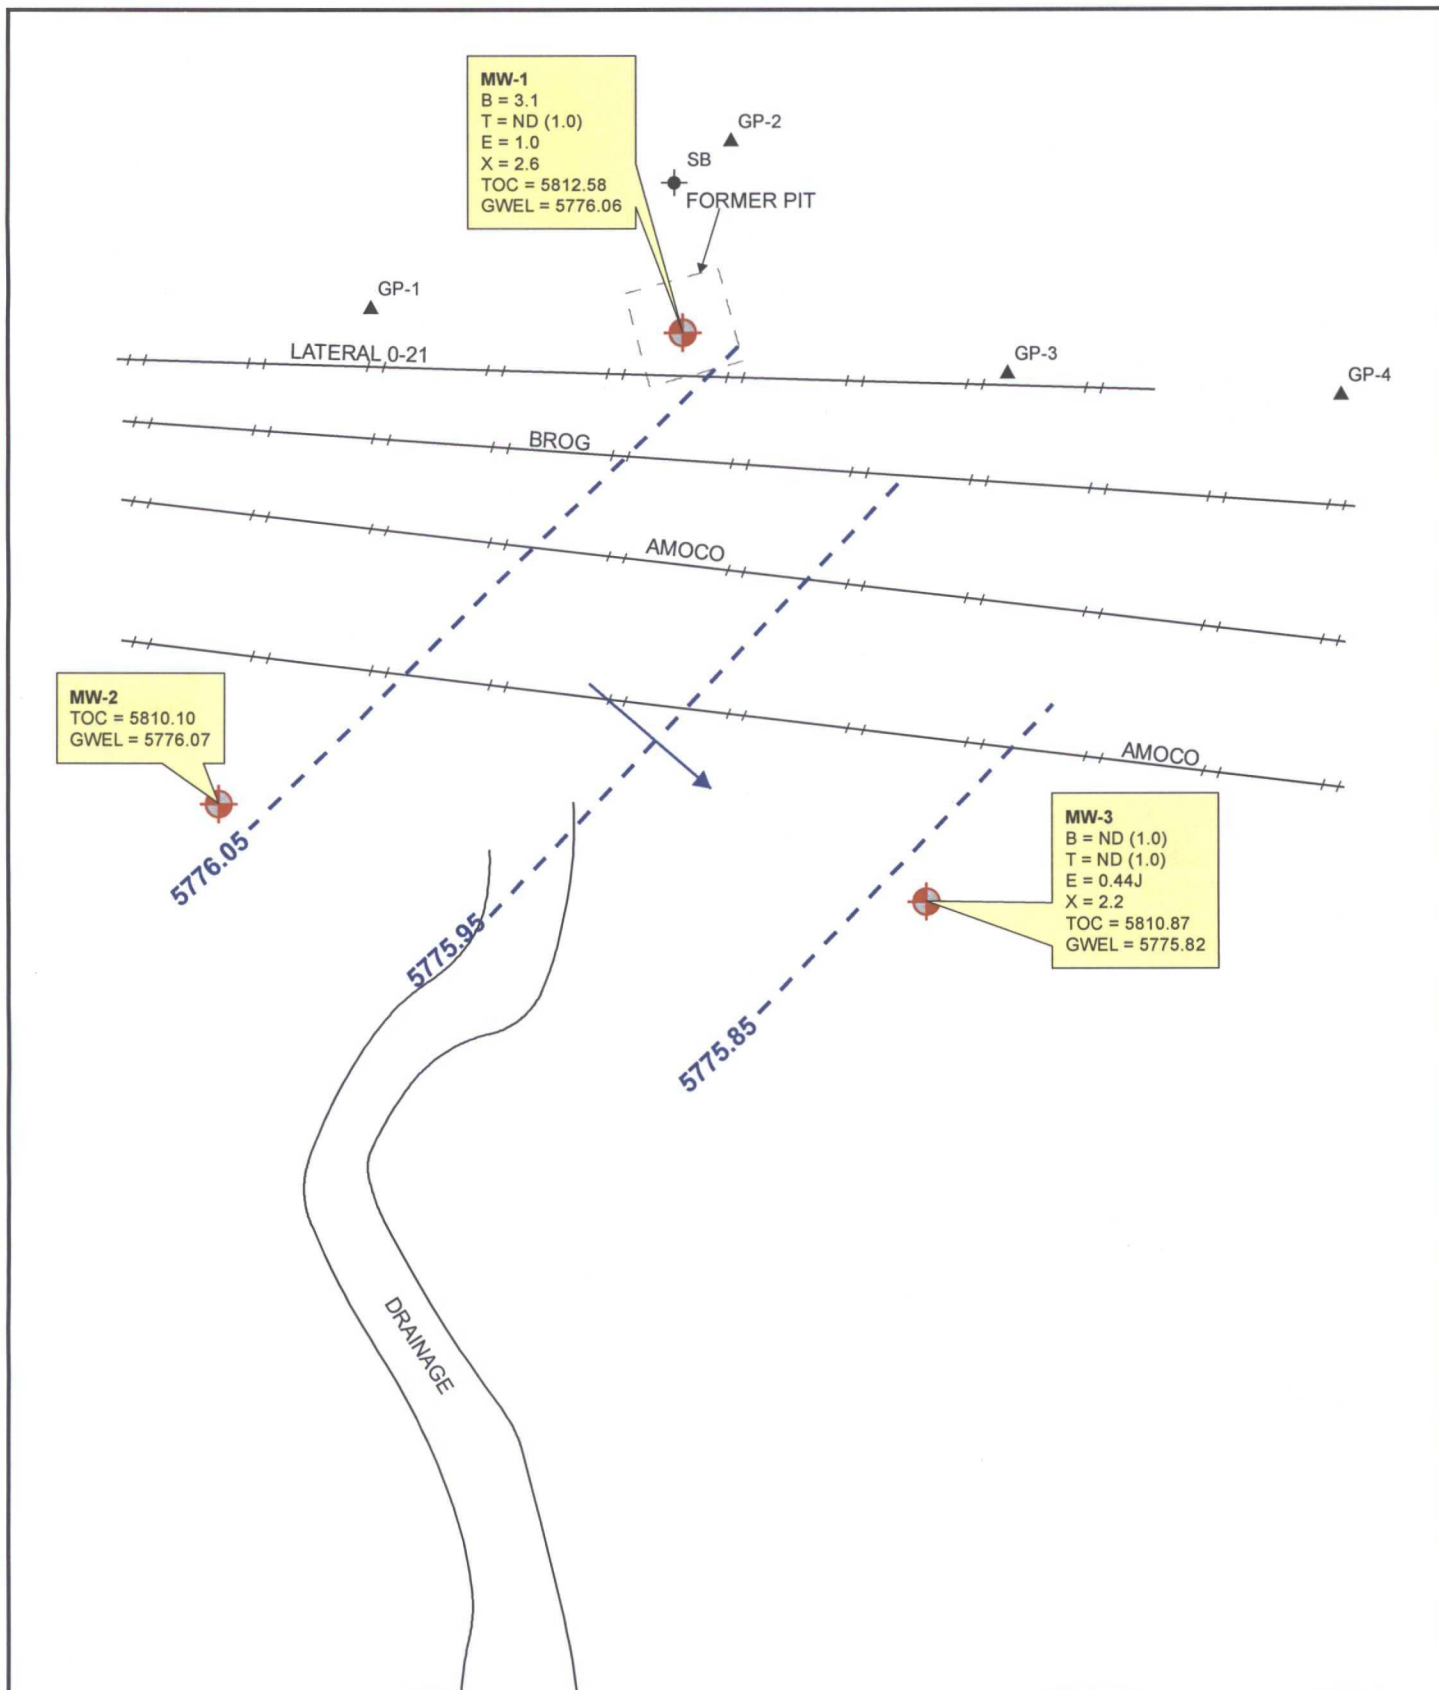 MW-1
B = 3.1
T = ND (1.0)
E = 1.0
X = 2.6
TOC = 5812.58
GWEL = 5776.06
GP-2
SB
FORMER PIT
GP-1
LATERAL 0-21
GP-3
GP-4
BROG
AMOCO
MW-2
TOC = 5810.10
GWEL = 5776.07
AMOCO
MW-3
B = ND (1.0)
T = ND (1.0)
E = 0.44J
X = 2.2
TOC = 5810.87
GWEL = 5775.82
5776.05
5775.95
5775.85
DRAINAGE